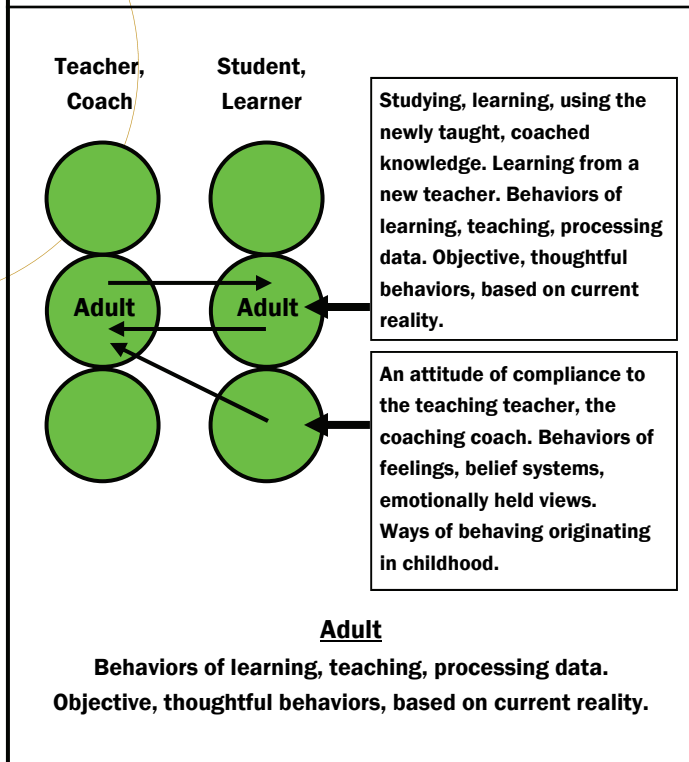 Teacher,
Coach
Student,
Learner
Adult
Adult
Studying, learning, using the
newly taught, coached
knowledge. Learning from a
new teacher. Behaviors of
learning, teaching, processing
data. Objective, thoughtful
behaviors, based on current
reality.
An attitude of compliance to
the teaching teacher, the
coaching coach. Behaviors of
feelings, belief systems,
emotionally held views.
Ways of behaving originating
in childhood.
Adult
Behaviors of learning, teaching, processing data.
Objective, thoughtful behaviors, based on current reality.